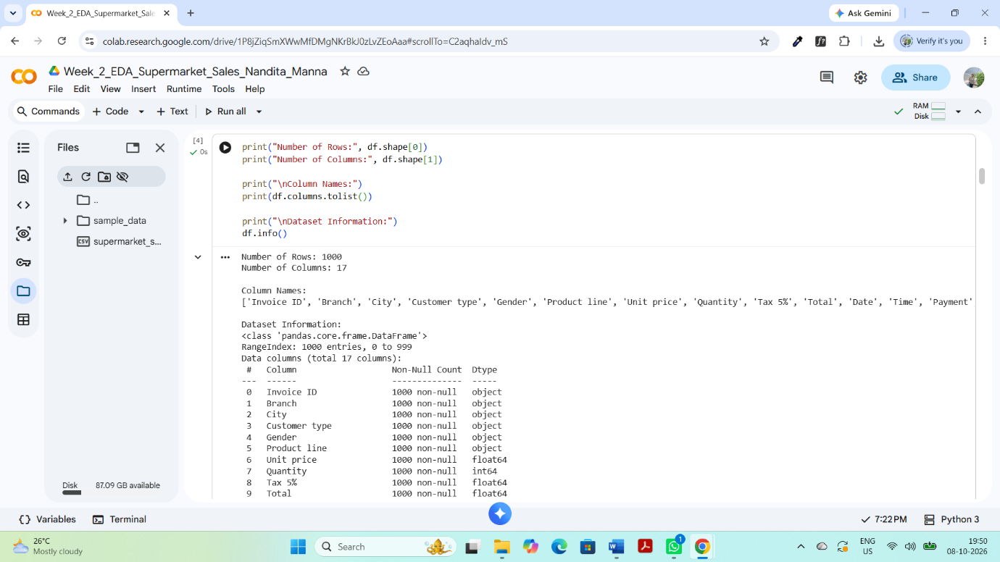 Week_2_EDA_Supermarket_Sale
Ask Gemini
colab.research.google.com/drive/1P8jZiqSmXWwMfDMgNKrBkJ0zLvZEoAaa#scrollTo=C2aqhaIdv_mS
Verify it's you
Week_2_EDA_Supermarket_Sales_Nandita_Manna
File Edit View Insert Runtime Tools Help
Share
Commands + Code + Text Run all
RAM
Disk
Files
..
sample_data
supermarket_s...
Disk 87.09 GB available
[4]
0s
print("Number of Rows:", df.shape[0])
print("Number of Columns:", df.shape[1])
print("\nColumn Names:")
print(df.columns.tolist())
print("\nDataset Information:")
df.info()
Number of Rows: 1000
Number of Columns: 17
Column Names:
['Invoice ID', 'Branch', 'City', 'Customer type', 'Gender', 'Product line', 'Unit price', 'Quantity', 'Tax 5%', 'Total', 'Date', 'Time', 'Payment'
Dataset Information:
<class 'pandas.core.frame.DataFrame'>
RangeIndex: 1000 entries, 0 to 999
Data columns (total 17 columns):
# Column Non-Null Count Dtype
--- ------ -------------- -----
0 Invoice ID 1000 non-null object
1 Branch 1000 non-null object
2 City 1000 non-null object
3 Customer type 1000 non-null object
4 Gender 1000 non-null object
5 Product line 1000 non-null object
6 Unit price 1000 non-null float64
7 Quantity 1000 non-null int64
8 Tax 5% 1000 non-null float64
9 Total 1000 non-null float64
Variables Terminal
7:22 PM Python 3
26°C
Mostly cloudy
Search
1
ENG
US
19:50
08-10-2026